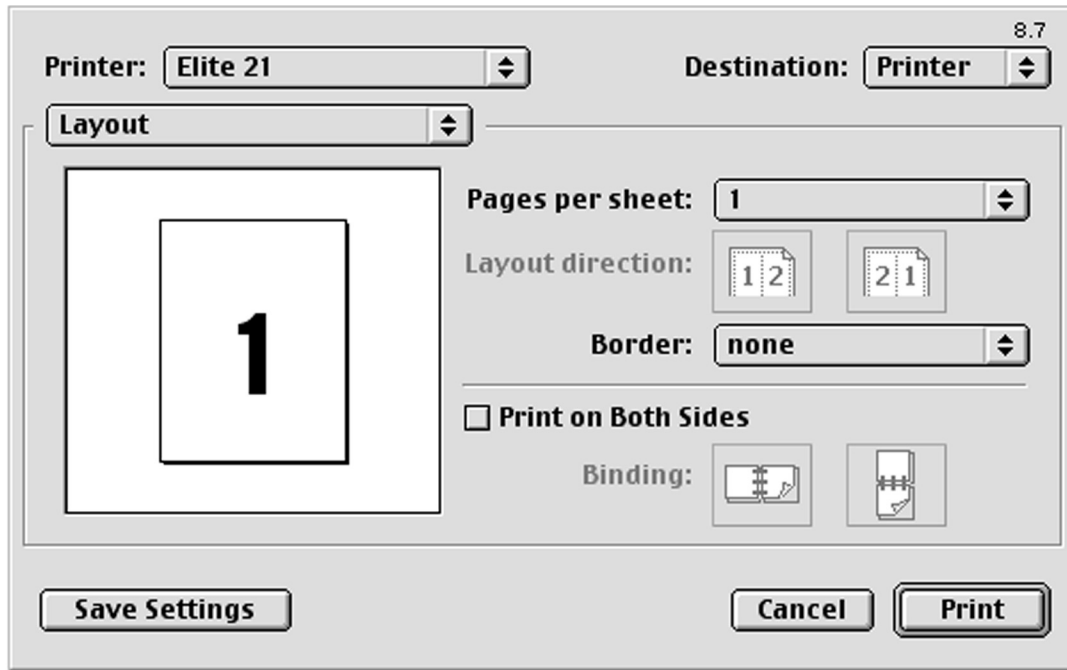 8.7
Printer: Elite 21 Destination: Printer
Layout
Pages per sheet: 1
Layout direction: 1 2 2 1
1
Border: none
Print on Both Sides
Binding:
Save Settings Cancel Print